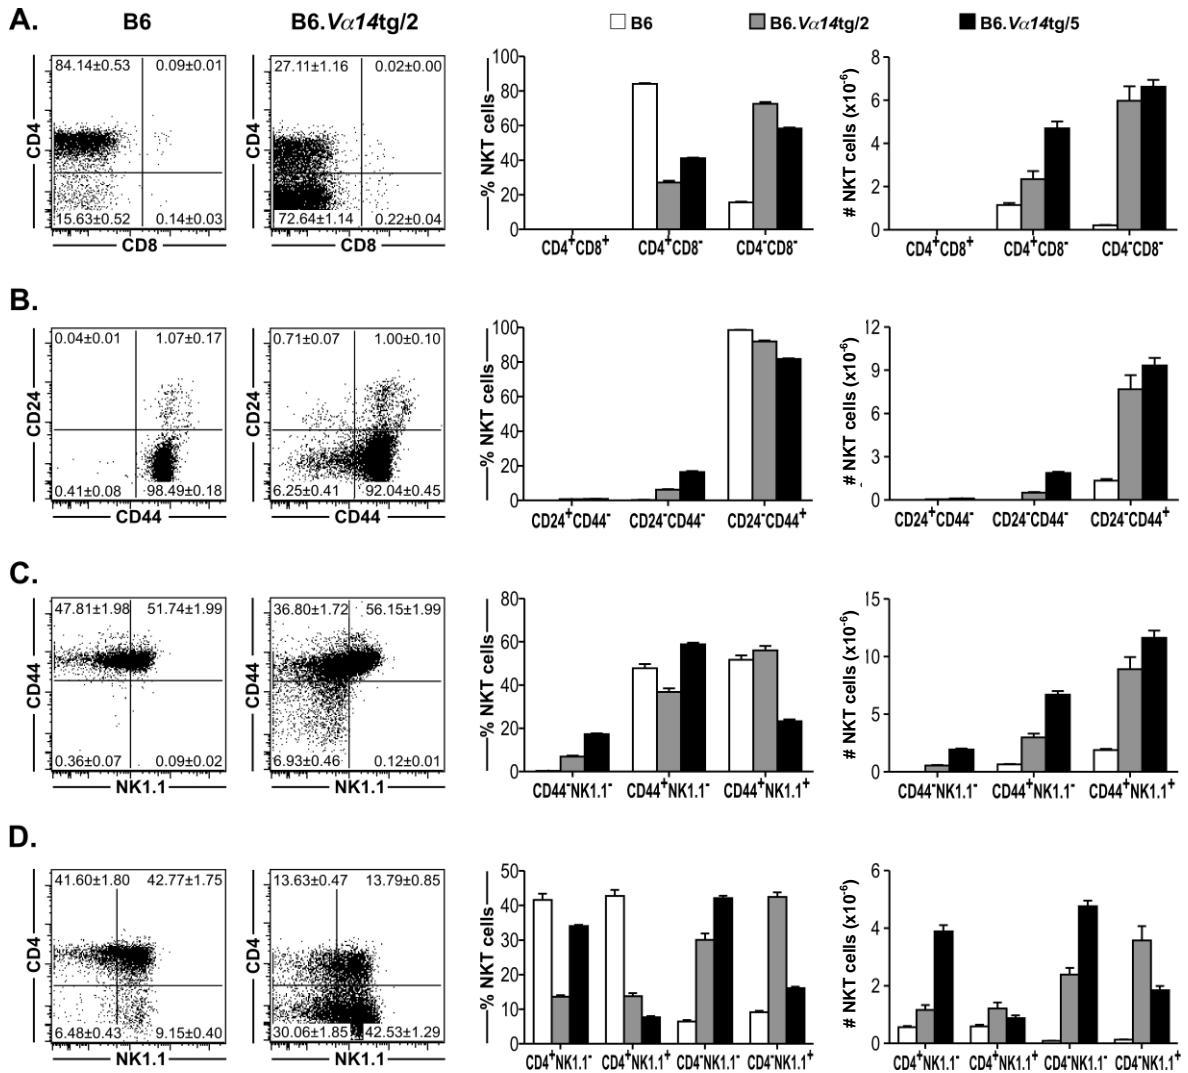 A.
B6
B6.Vα14tg/2
B6
B6.Vα14tg/2
B6.Vα14tg/5
84.14±0.53
0.09±0.01
15.63±0.52
0.14±0.03
CD4
CD8
27.11±1.16
0.02±0.00
72.64±1.14
0.22±0.04
CD4
CD8
% NKT cells
100
80
60
40
20
0
CD4+CD8+
CD4+CD8-
CD4-CD8-
# NKT cells (x10-6)
8
6
4
2
0
CD4+CD8+
CD4+CD8-
CD4-CD8-
B.
0.04±0.01
1.07±0.17
0.41±0.08
98.49±0.18
CD24
CD44
0.71±0.07
1.00±0.10
6.25±0.41
92.04±0.45
CD24
CD44
% NKT cells
100
80
60
40
20
0
CD24+CD44-
CD24-CD44-
CD24-CD44+
# NKT cells (x10-6)
12
9
6
3
0
CD24+CD44-
CD24-CD44-
CD24-CD44+
C.
47.81±1.98
51.74±1.99
0.36±0.07
0.09±0.02
CD44
NK1.1
36.80±1.72
56.15±1.99
6.93±0.46
0.12±0.01
CD44
NK1.1
% NKT cells
80
60
40
20
0
CD44-NK1.1-
CD44+NK1.1-
CD44+NK1.1+
# NKT cells (x10-6)
15
10
5
0
CD44-NK1.1-
CD44+NK1.1-
CD44+NK1.1+
D.
41.60±1.80
42.77±1.75
6.48±0.43
9.15±0.40
CD4
NK1.1
13.63±0.47
13.79±0.85
30.06±1.85
42.53±1.29
CD4
NK1.1
% NKT cells
50
40
30
20
10
0
CD4+NK1.1-
CD4+NK1.1+
CD4-NK1.1-
CD4-NK1.1+
# NKT cells (x10-6)
6
4
2
0
CD4+NK1.1-
CD4+NK1.1+
CD4-NK1.1-
CD4-NK1.1+